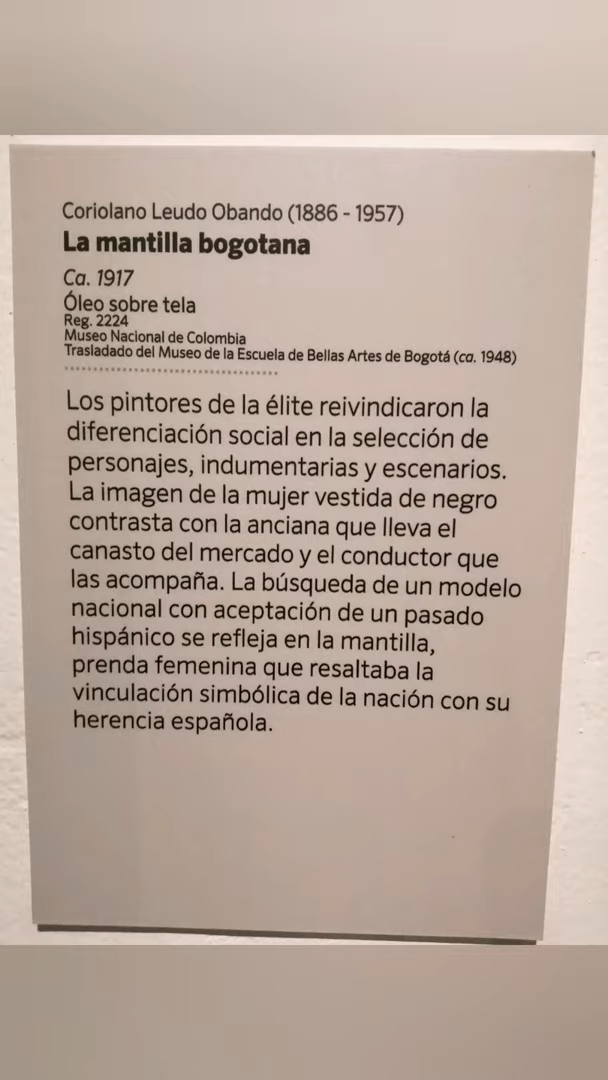 Coriolano Leudo Obando (1886 - 1957)
La mantilla bogotana
Ca. 1917
Óleo sobre tela
Reg. 2224
Museo Nacional de Colombia
Trasladado del Museo de la Escuela de Bellas Artes de Bogotá (ca. 1948)
Los pintores de la élite reivindicaron la
diferenciación social en la selección de
personajes, indumentarias y escenarios.
La imagen de la mujer vestida de negro
contrasta con la anciana que lleva el
canasto del mercado y el conductor que
las acompaña. La búsqueda de un modelo
nacional con aceptación de un pasado
hispánico se refleja en la mantilla,
prenda femenina que resaltaba la
vinculación simbólica de la nación con su
herencia española.